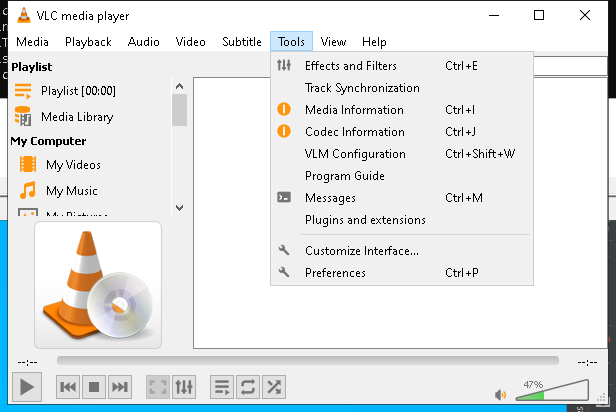 VLC media player
Media Playback Audio Video Subtitle Tools View Help
Playlist
Playlist [00:00]
Media Library
My Computer
My Videos
My Music
My Pictures
Effects and Filters Ctrl+E
Track Synchronization
Media Information Ctrl+I
Codec Information Ctrl+J
VLM Configuration Ctrl+Shift+W
Program Guide
Messages Ctrl+M
Plugins and extensions
Customize Interface...
Preferences Ctrl+P
--:-- --:--
47%